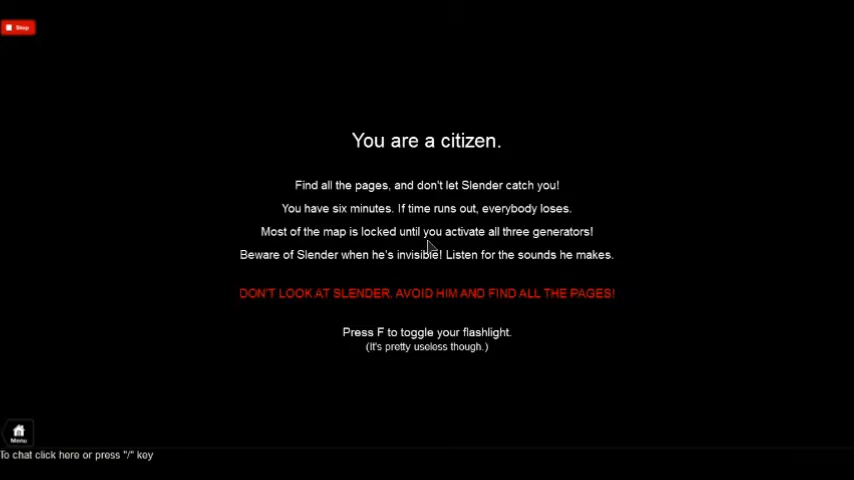 Stop
You are a citizen.
Find all the pages, and don't let Slender catch you!
You have six minutes. If time runs out, everybody loses.
Most of the map is locked until you activate all three generators!
Beware of Slender when he's invisible! Listen for the sounds he makes.
DON'T LOOK AT SLENDER. AVOID HIM AND FIND ALL THE PAGES!
Press F to toggle your flashlight.
(It's pretty useless though.)
Menu
To chat click here or press "/" key